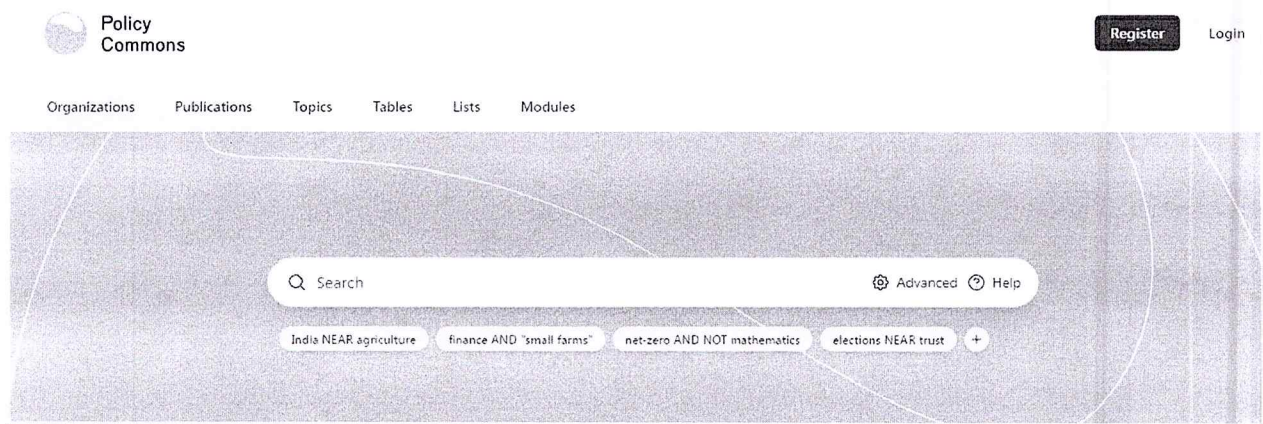 Policy
Commons
Register Login
Organizations Publications Topics Tables Lists Modules
Search Advanced Help
India NEAR agriculture finance AND "small farms" net-zero AND NOT mathematics elections NEAR trust +